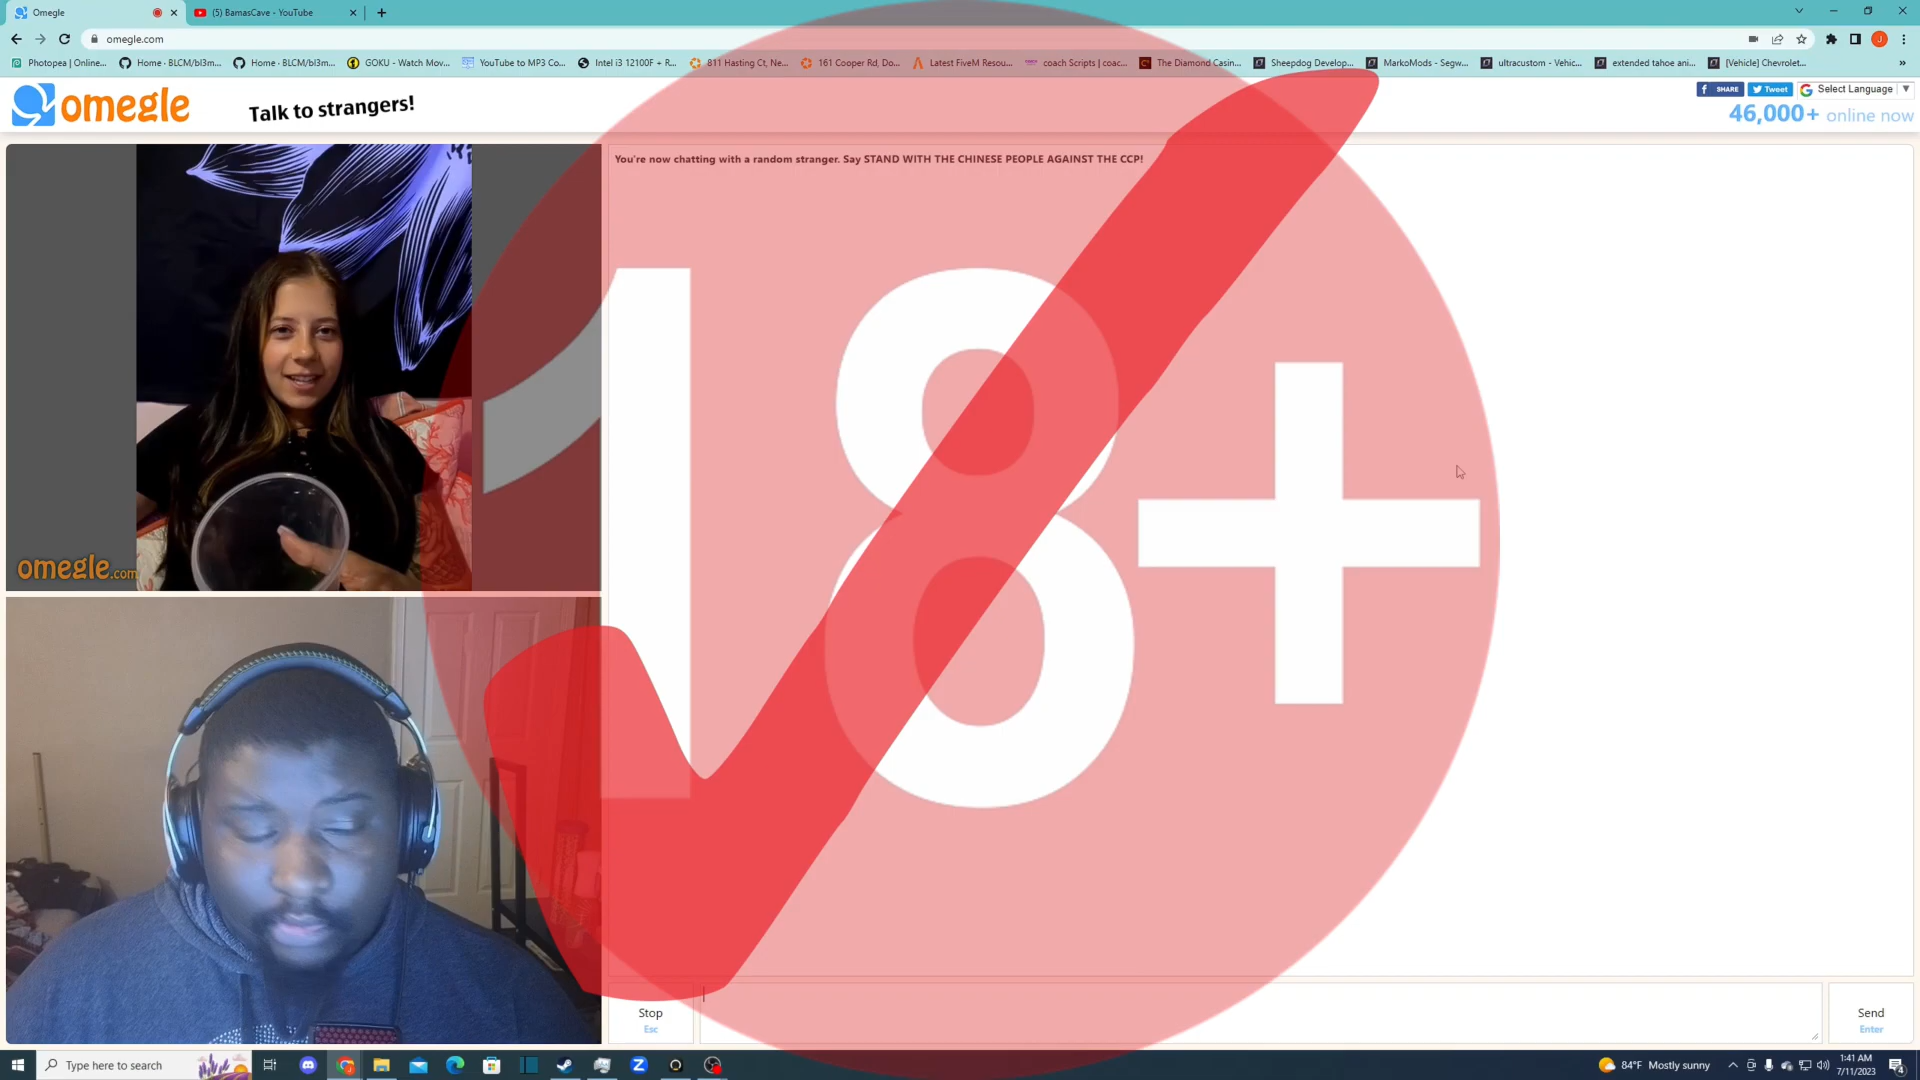 Omegle
(5) BamasCave - YouTube
omegle.com
Photopea | Online...
Home · BLCM/bl3m...
Home · BLCM/bl3m...
GOKU - Watch Mov...
YouTube to MP3 Co...
Intel i3 12100F + R...
811 Hasting Ct, Ne...
161 Cooper Rd, Do...
Latest FiveM Resou...
coach Scripts | coac...
The Diamond Casin...
Sheepdog Develop...
MarkoMods - Segw...
ultracustom - Vehic...
extended tahoe ani...
[Vehicle] Chevrolet...
omegle
Talk to strangers!
SHARE
Tweet
Select Language
46,000+ online now
You're now chatting with a random stranger. Say STAND WITH THE CHINESE PEOPLE AGAINST THE CCP!
18+
omegle.com
Stop
Esc
Send
Enter
Type here to search
84°F Mostly sunny
1:41 AM
7/11/2023
4